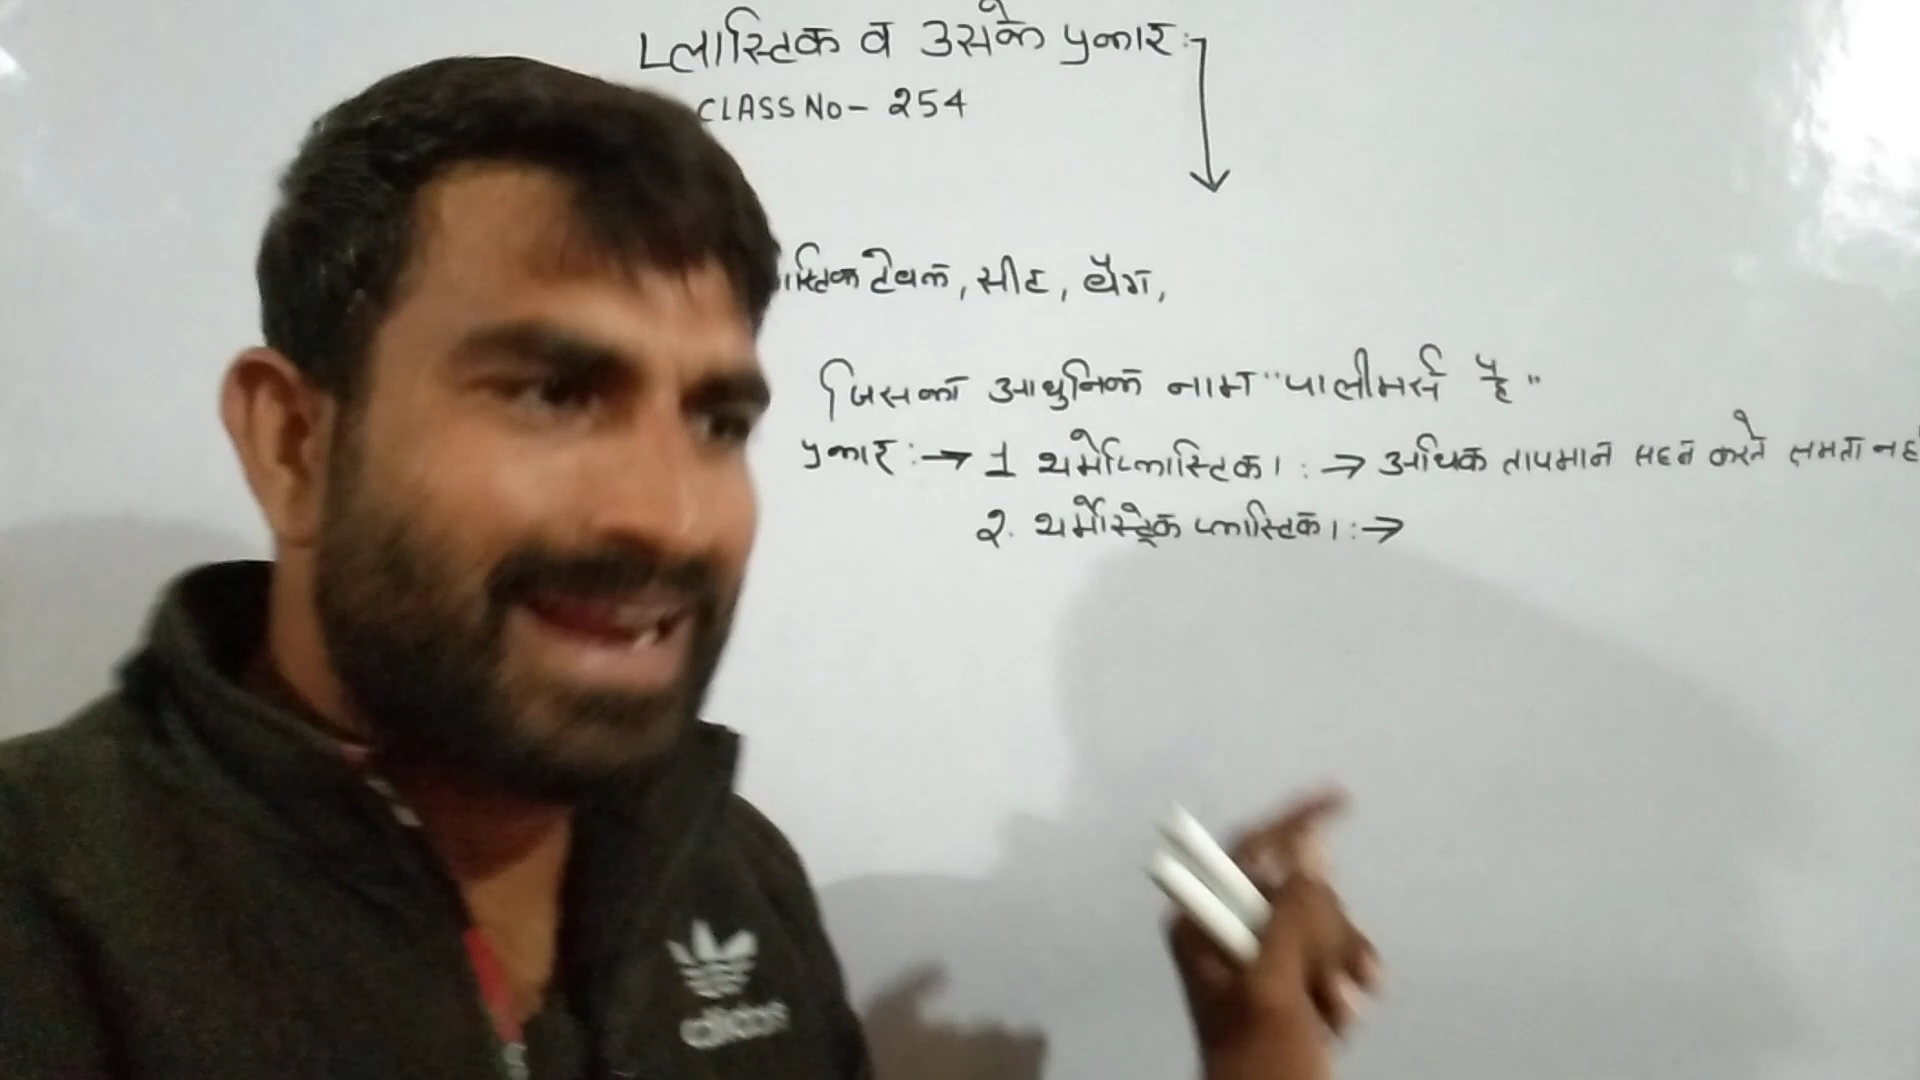 प्लास्टिक व उसके प्रकार :-
CLASS No - 254
ास्टिक टेबल, सीट, बैग,
जिसका आधुनिक नाम "पालीमर्स है"
प्रकार :→ 1 थर्मोप्लास्टिक। :→ अधिक तापमान सहन करने क्षमता नही
2. थर्मोस्ट्रेक प्लास्टिक। :→
adidas